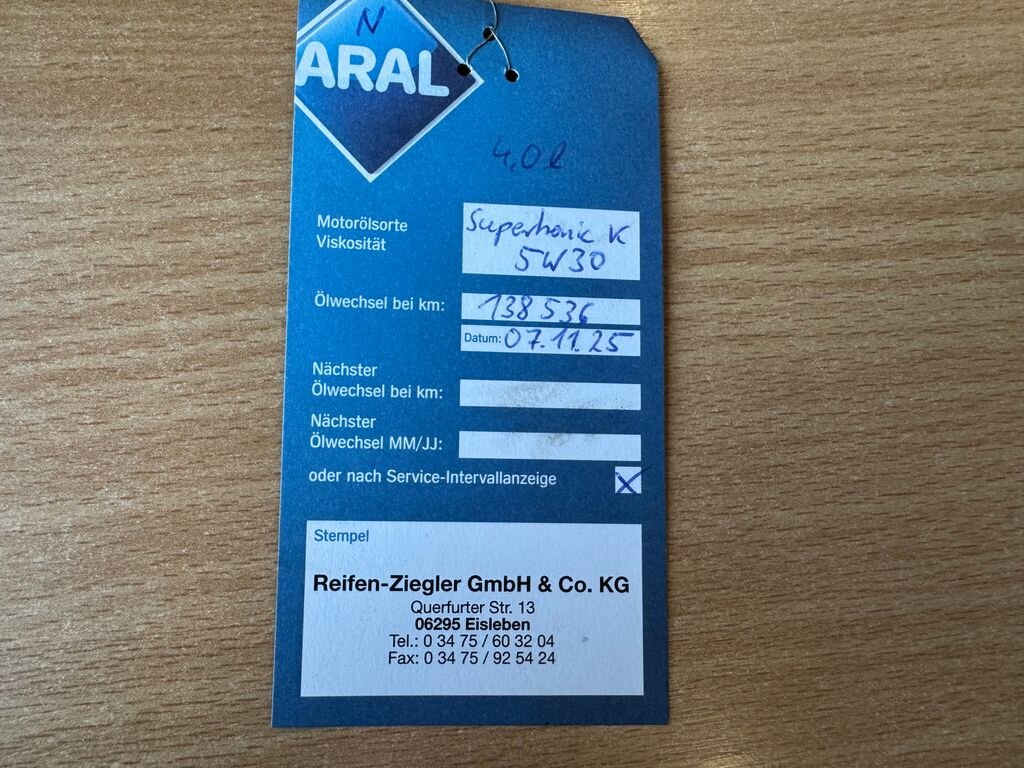 N
ARAL
4,0 l
Motorölsorte
Viskosität
Supertronic K
5W30
Ölwechsel bei km:
138 536
Datum: 07.11.25
Nächster
Ölwechsel bei km:
Nächster
Ölwechsel MM/JJ:
oder nach Service-Intervallanzeige
Stempel
Reifen-Ziegler GmbH & Co. KG
Querfurter Str. 13
06295 Eisleben
Tel.: 0 34 75 / 60 32 04
Fax: 0 34 75 / 92 54 24